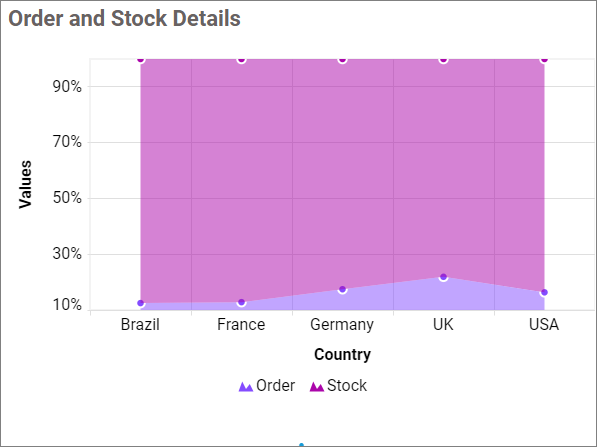 Order and Stock Details
90%
70%
50%
30%
10%
Values
Brazil France Germany UK USA
Country
Order Stock